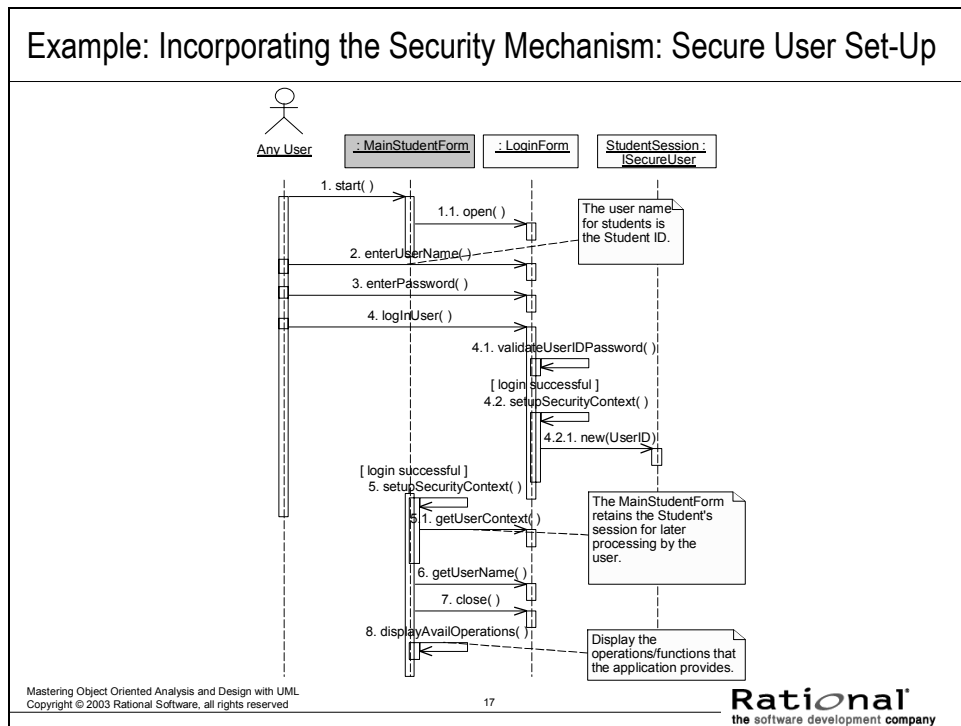 Example: Incorporating the Security Mechanism: Secure User Set-Up
Any User
: MainStudentForm
: LoginForm
StudentSession :
ISecureUser
1. start( )
1.1. open( )
The user name
for students is
the Student ID.
2. enterUserName( )
3. enterPassword( )
4. logInUser( )
4.1. validateUserIDPassword( )
[ login successful ]
4.2. setupSecurityContext( )
4.2.1. new(UserID)
[ login successful ]
5. setupSecurityContext( )
5.1. getUserContext( )
The MainStudentForm
retains the Student's
session for later
processing by the
user.
6. getUserName( )
7. close( )
8. displayAvailOperations( )
Display the
operations/functions that
the application provides.
Mastering Object Oriented Analysis and Design with UML
Copyright © 2003 Rational Software, all rights reserved
17
Rational
the software development company